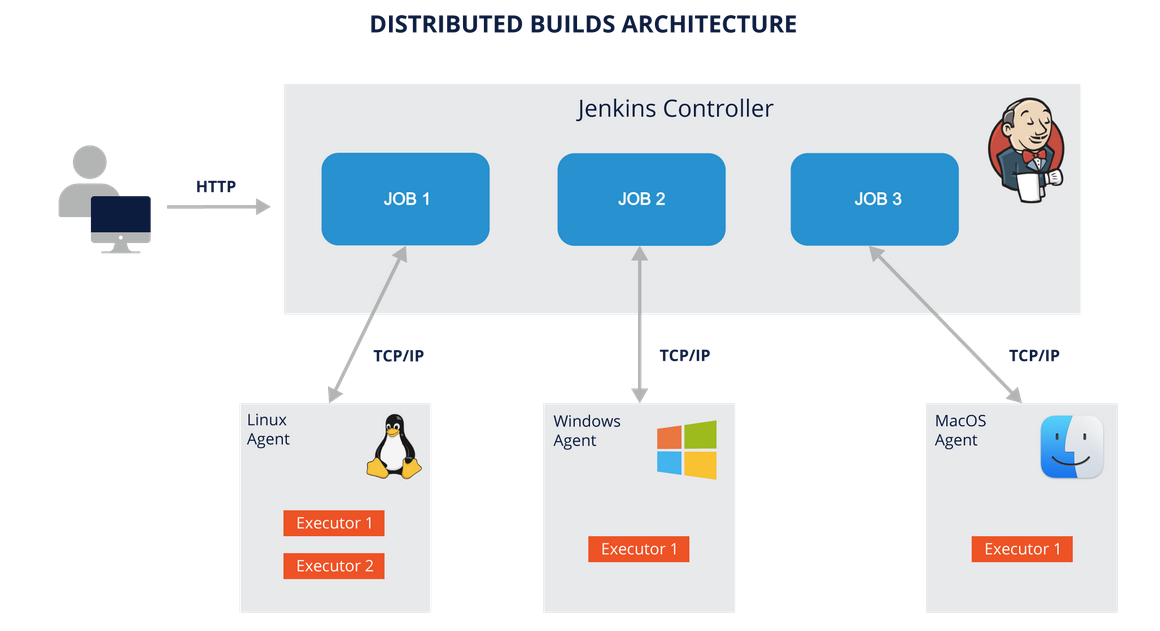 DISTRIBUTED BUILDS ARCHITECTURE
Jenkins Controller
HTTP
JOB 1
JOB 2
JOB 3
TCP/IP
TCP/IP
TCP/IP
Linux
Agent
Executor 1
Executor 2
Windows
Agent
Executor 1
MacOS
Agent
Executor 1